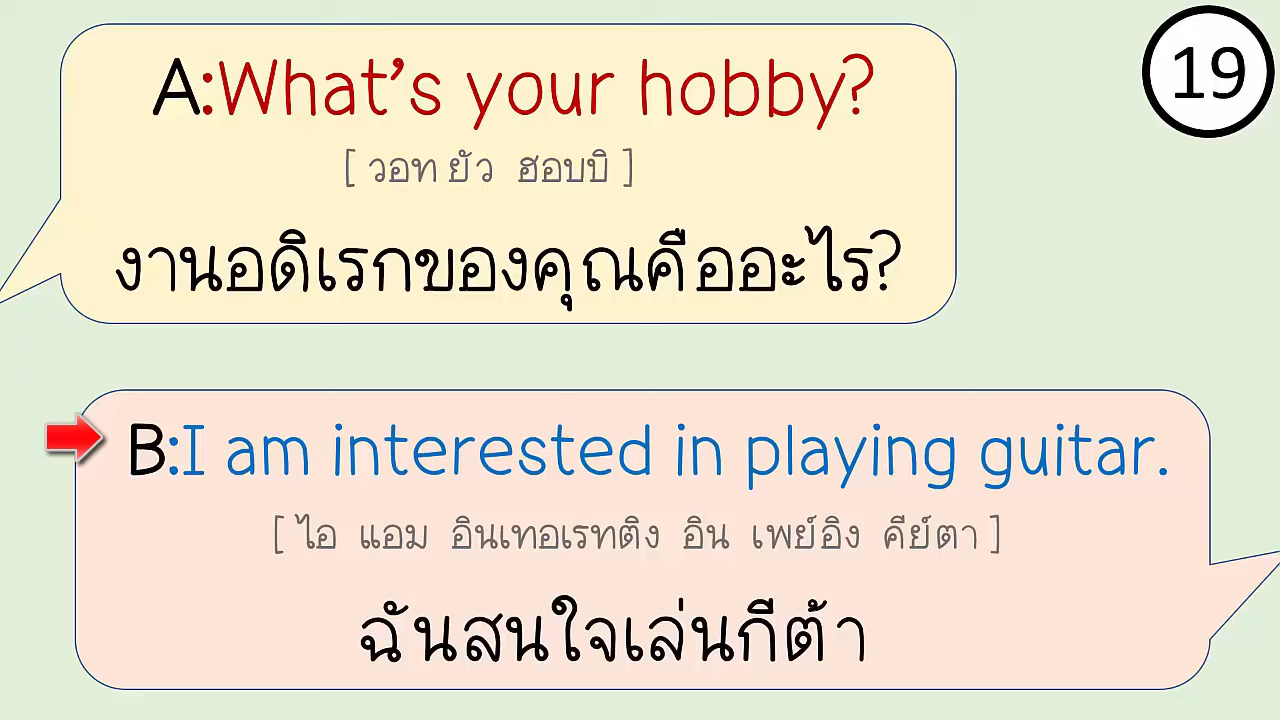 19
A:What's your hobby?
[ วอท ยัว ฮอบบิ ]
งานอดิเรกของคุณคืออะไร?
B:I am interested in playing guitar.
[ ไอ แอม อินเทอเรทติง อิน เพย์อิง คีย์ตา ]
ฉันสนใจเล่นกีต้า